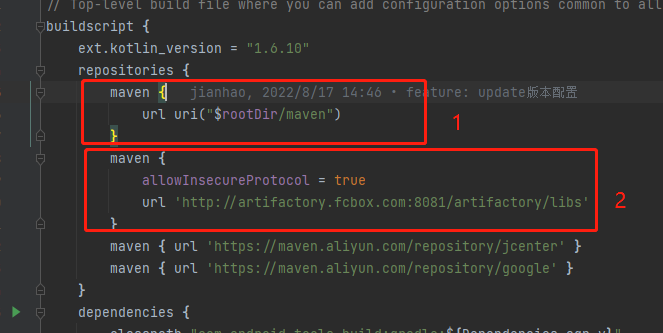 // Top-level build file where you can add configuration options common to all
buildscript {
ext.kotlin_version = "1.6.10"
repositories {
maven { jianhao, 2022/8/17 14:46 • feature: update版本配置
url uri("$rootDir/maven")
}
1
maven {
allowInsecureProtocol = true
url 'http://artifactory.fcbox.com:8081/artifactory/libs'
2
}
maven { url 'https://maven.aliyun.com/repository/jcenter' }
maven { url 'https://maven.aliyun.com/repository/google' }
}
dependencies {